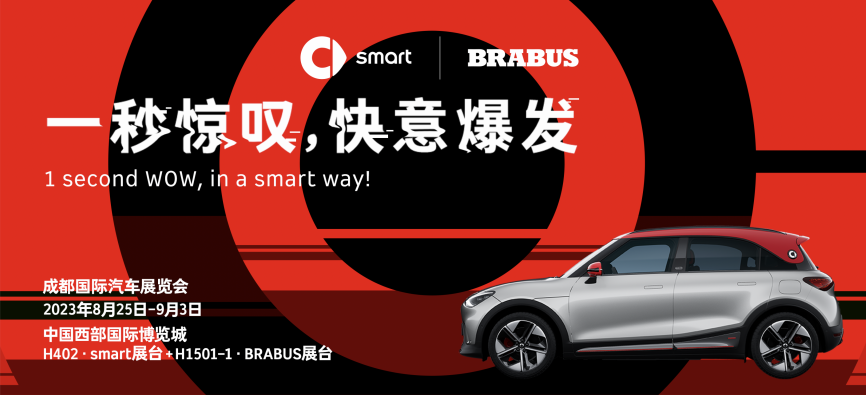 smart
BRABUS
一秒惊叹,快意爆发
1 second WOW, in a smart way!
成都国际汽车展览会
2023年8月25日-9月3日
中国西部国际博览城
H402 · smart展台+H1501-1 · BRABUS展台